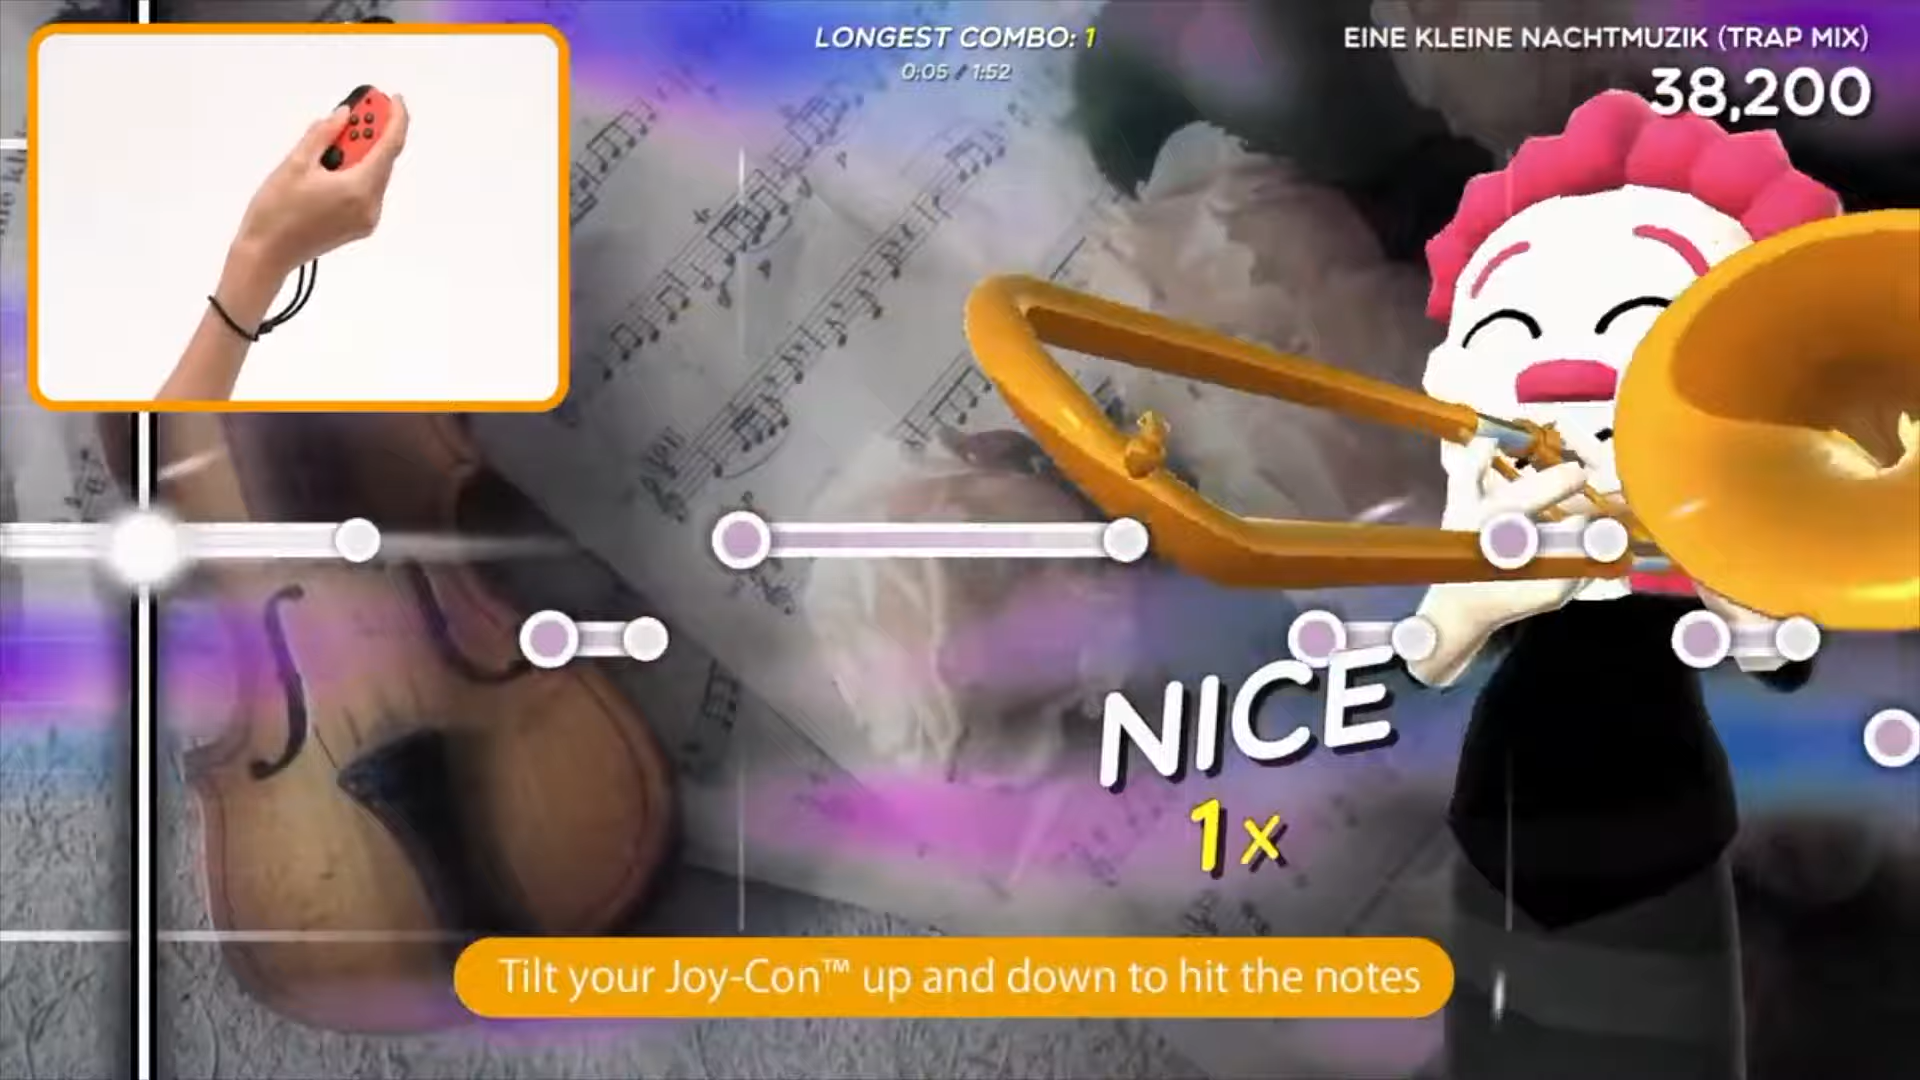 LONGEST COMBO: 1
0:05 / 1:52
EINE KLEINE NACHTMUZIK (TRAP MIX)
38,200
NICE
1x
Tilt your Joy-Con™ up and down to hit the notes